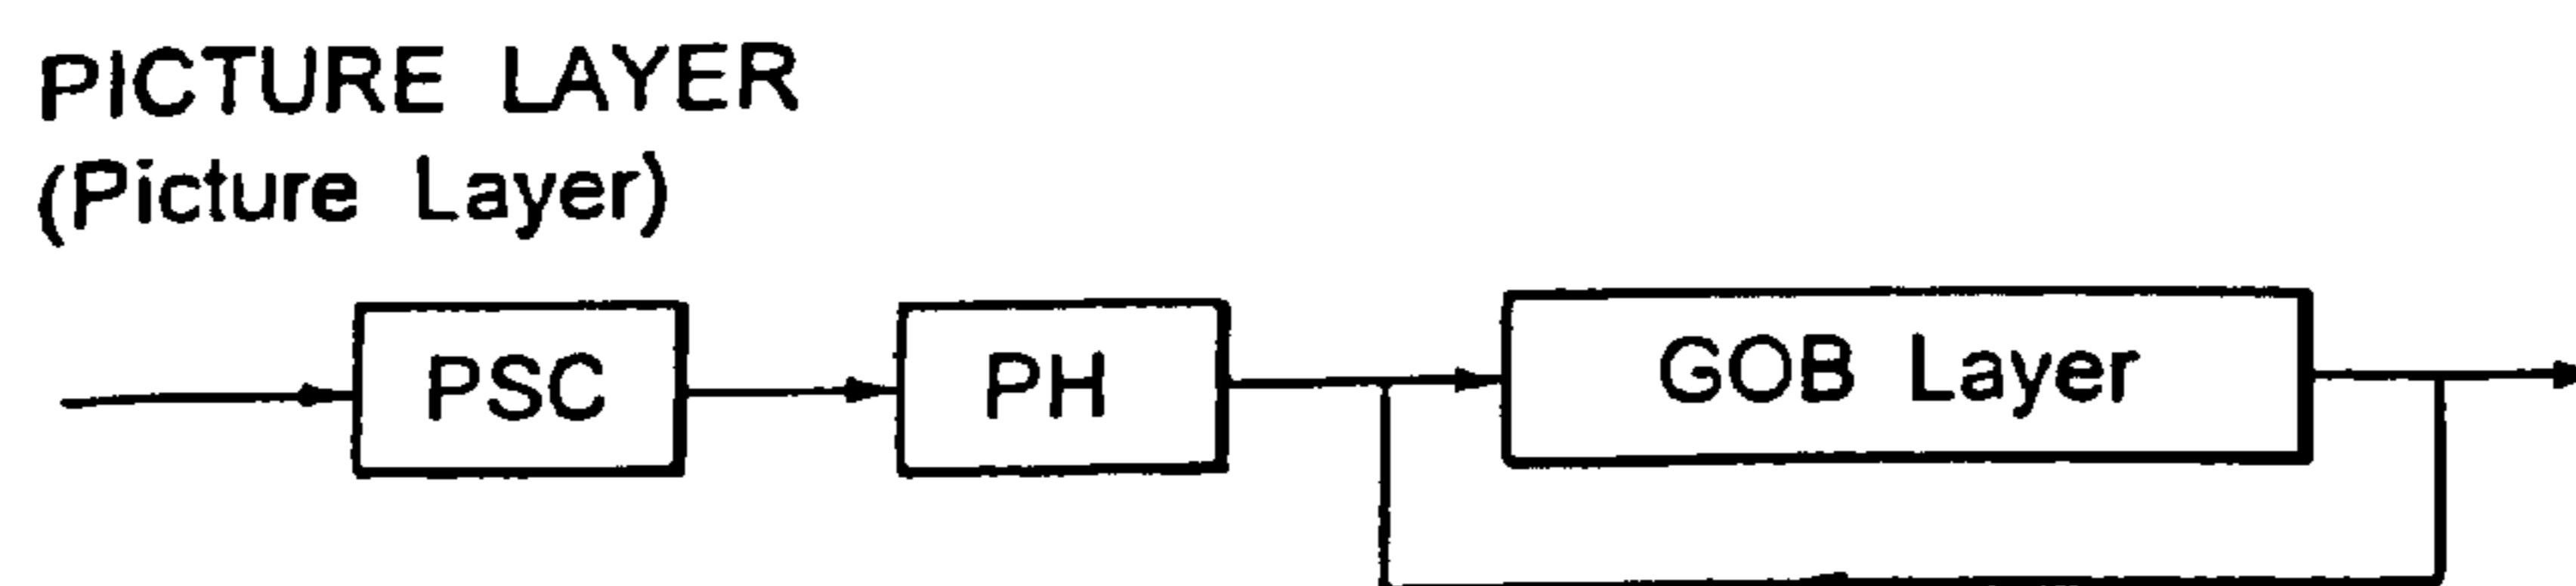 PICTURE LAYER
(Picture Layer)
PSC
PH
GOB Layer